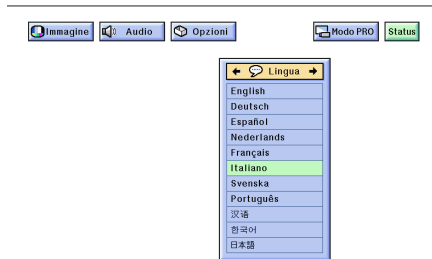 Immagine Audio Opzioni Modo PRO Status
Lingua
English
Deutsch
Español
Nederlands
Français
Italiano
Svenska
Português
汉语
한국어
日本語